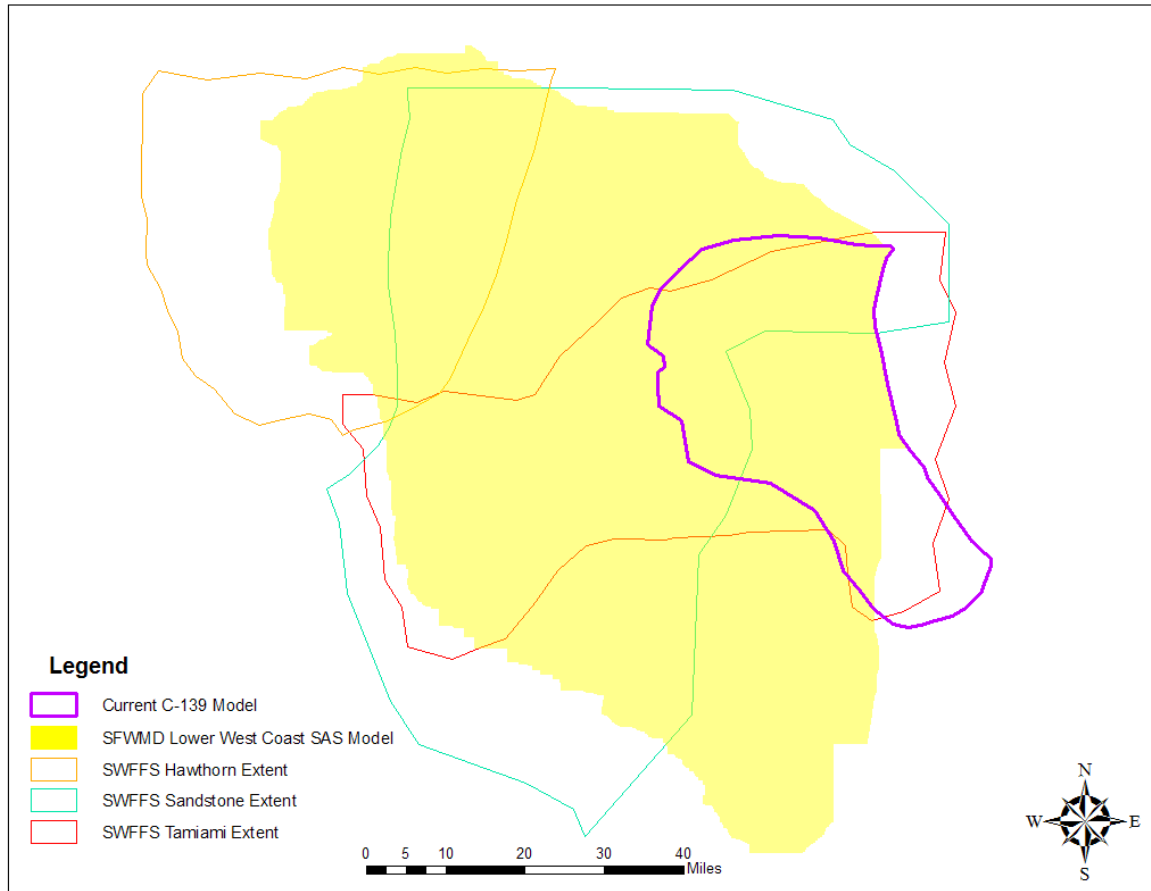 Legend
Current C-139 Model
SFWMD Lower West Coast SAS Model
SWFFS Hawthorn Extent
SWFFS Sandstone Extent
SWFFS Tamiami Extent
0 5 10 20 30 40
Miles
N
W E
S